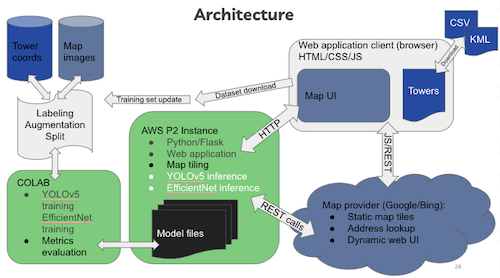 Architecture
Tower
coords
Map
images
CSV
KML
Download
Web application client (browser)
HTML/CSS/JS
Map UI
Towers
Dataset download
Training set update
Labeling
Augmentation
Split
HTTP
JS/REST
AWS P2 Instance
● Python/Flask
● Web application
● Map tiling
● YOLOv5 inference
● EfficientNet inference
Model files
COLAB
● YOLOv5
training
EfficientNet
training
● Metrics
evaluation
REST calls
Map provider (Google/Bing):
● Static map tiles
● Address lookup
● Dynamic web UI
28